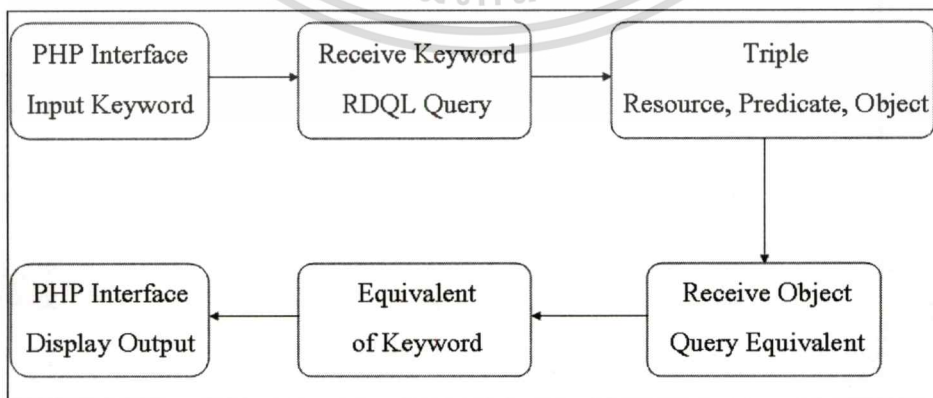 PHP Interface
Input Keyword
Receive Keyword
RDQL Query
Triple
Resource, Predicate, Object
Receive Object
Query Equivalent
Equivalent
of Keyword
PHP Interface
Display Output